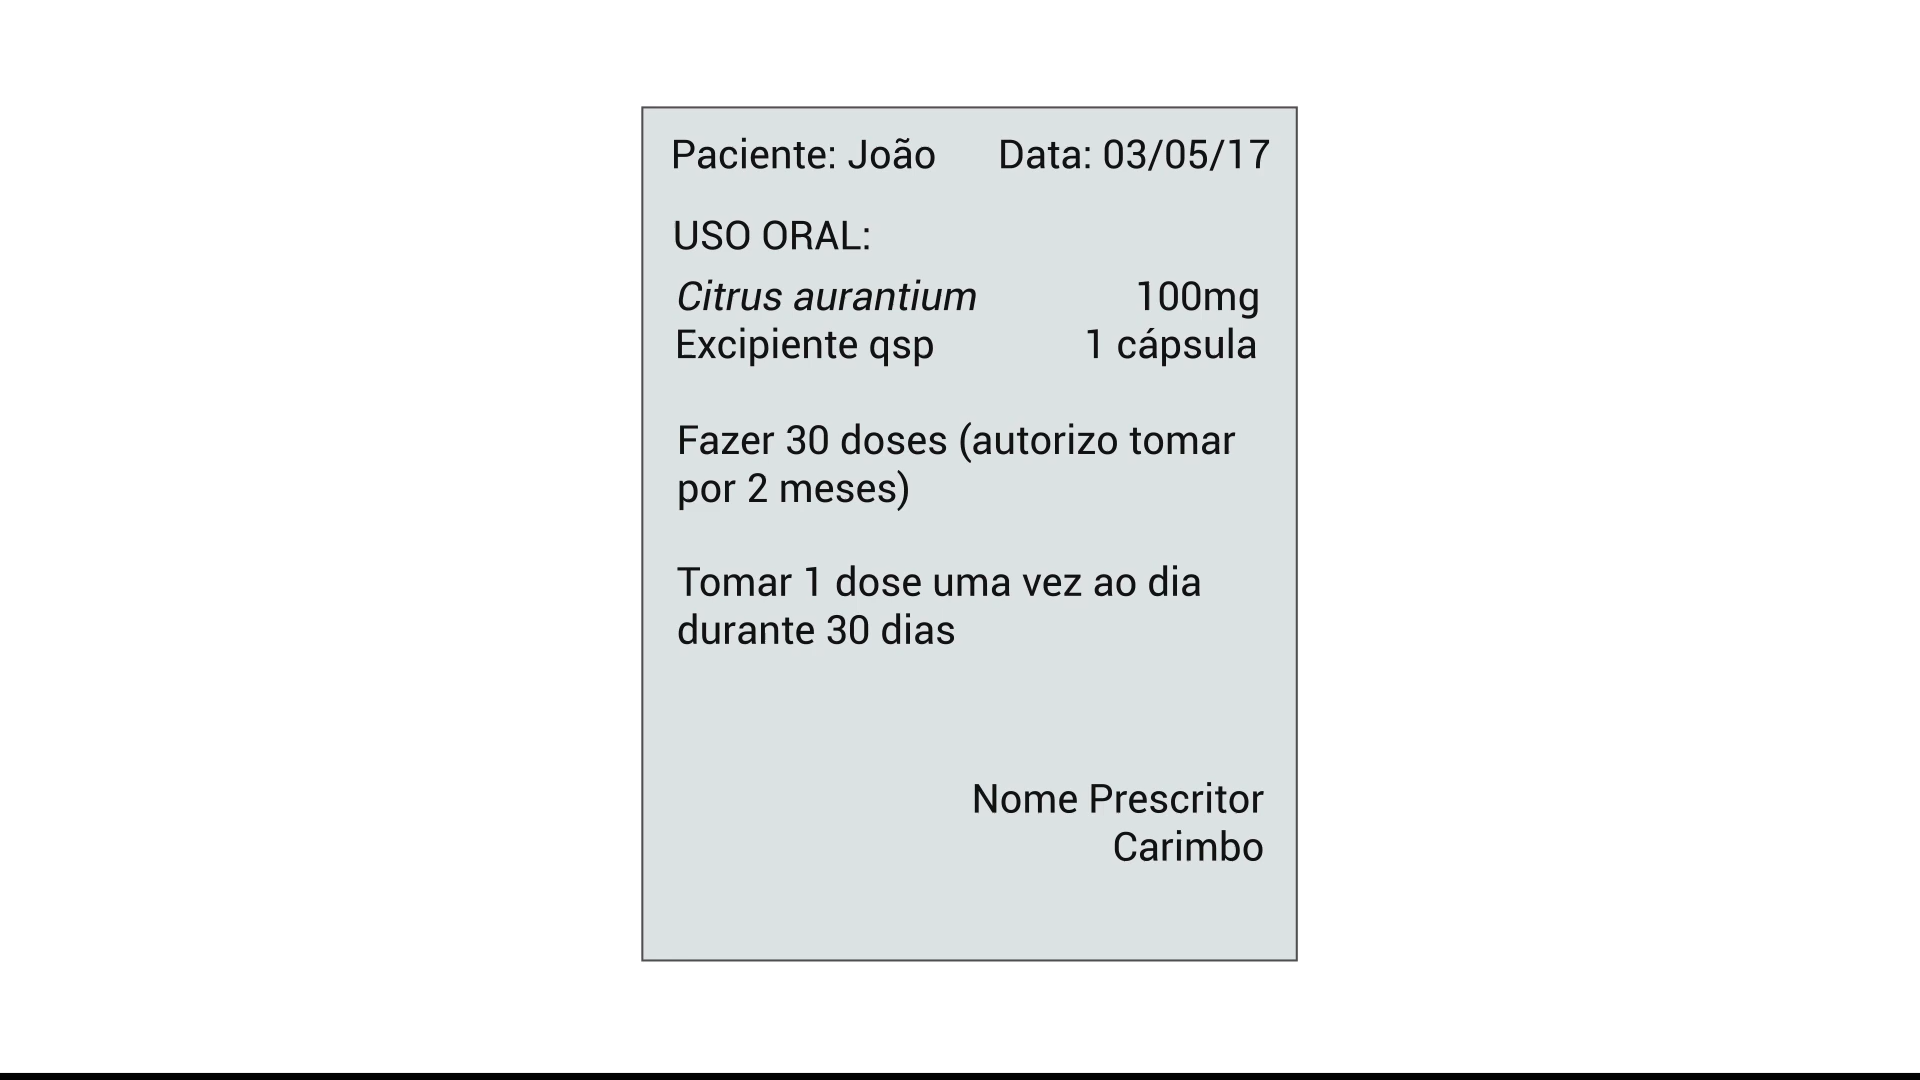 Paciente: João Data: 03/05/17
USO ORAL:
Citrus aurantium 100mg
Excipiente qsp 1 cápsula
Fazer 30 doses (autorizo tomar
por 2 meses)
Tomar 1 dose uma vez ao dia
durante 30 dias
Nome Prescritor
Carimbo